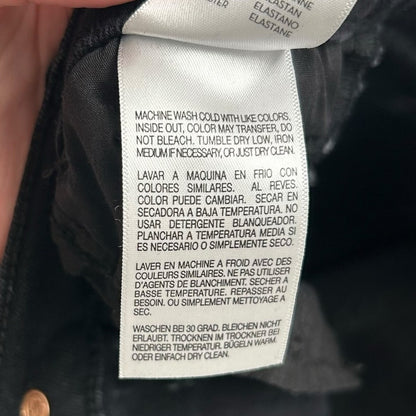 ELASTAN
ELASTANO
ELASTANE
MACHINE WASH COLD WITH LIKE COLORS,
INSIDE OUT, COLOR MAY TRANSFER, DO
NOT BLEACH. TUMBLE DRY LOW, IRON
MEDIUM IF NECESSARY, OR JUST DRY CLEAN.
LAVAR A MAQUINA EN FRIO CON
COLORES SIMILARES. AL REVES.
COLOR PUEDE CAMBIAR. SECAR EN
SECADORA A BAJA TEMPERATURA. NO
USAR DETERGENTE BLANQUEADOR.
PLANCHAR A TEMPERATURA MEDIA SI
ES NECESARIO O SIMPLEMENTE SECO.
LAVER EN MACHINE A FROID AVEC DES
COULEURS SIMILAIRES. NE PAS UTILISER
D'AGENTS DE BLANCHIMENT. SÉCHER A
BASSE TEMPERATURE. REPASSER AU
BESOIN. OU SIMPLEMENT METTOYAGE A
SEC.
WASCHEN BEI 30 GRAD. BLEICHEN NICHT
ERLAUBT. TROCKNEN IM TROCKNER BEI
NIEDRIGER TEMPERATUR. BÜGELN WARM.
ODER EINFACH DRY CLEAN.